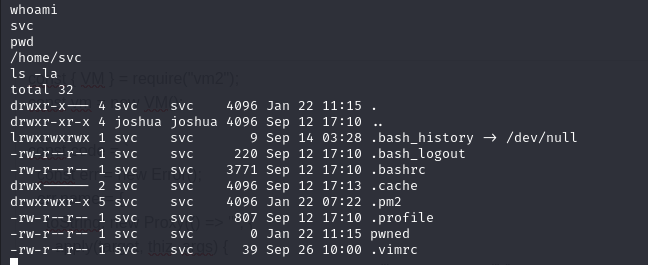 whoami
svc
pwd
/home/svc
ls -la
total 32
drwxr-x--- 4 svc    svc    4096 Jan 22 11:15 .
drwxr-xr-x 4 joshua joshua 4096 Sep 12 17:10 ..
lrwxrwxrwx 1 svc    svc       9 Sep 14 03:28 .bash_history -> /dev/null
-rw-r--r-- 1 svc    svc     220 Sep 12 17:10 .bash_logout
-rw-r--r-- 1 svc    svc    3771 Sep 12 17:10 .bashrc
drwx------ 2 svc    svc    4096 Sep 12 17:13 .cache
drwxrwxr-x 5 svc    svc    4096 Jan 22 07:22 .pm2
-rw-r--r-- 1 svc    svc     807 Sep 12 17:10 .profile
-rw-r--r-- 1 svc    svc       0 Jan 22 11:15 pwned
-rw-r--r-- 1 svc    svc      39 Sep 26 10:00 .vimrc
{ VM } = require("vm2");